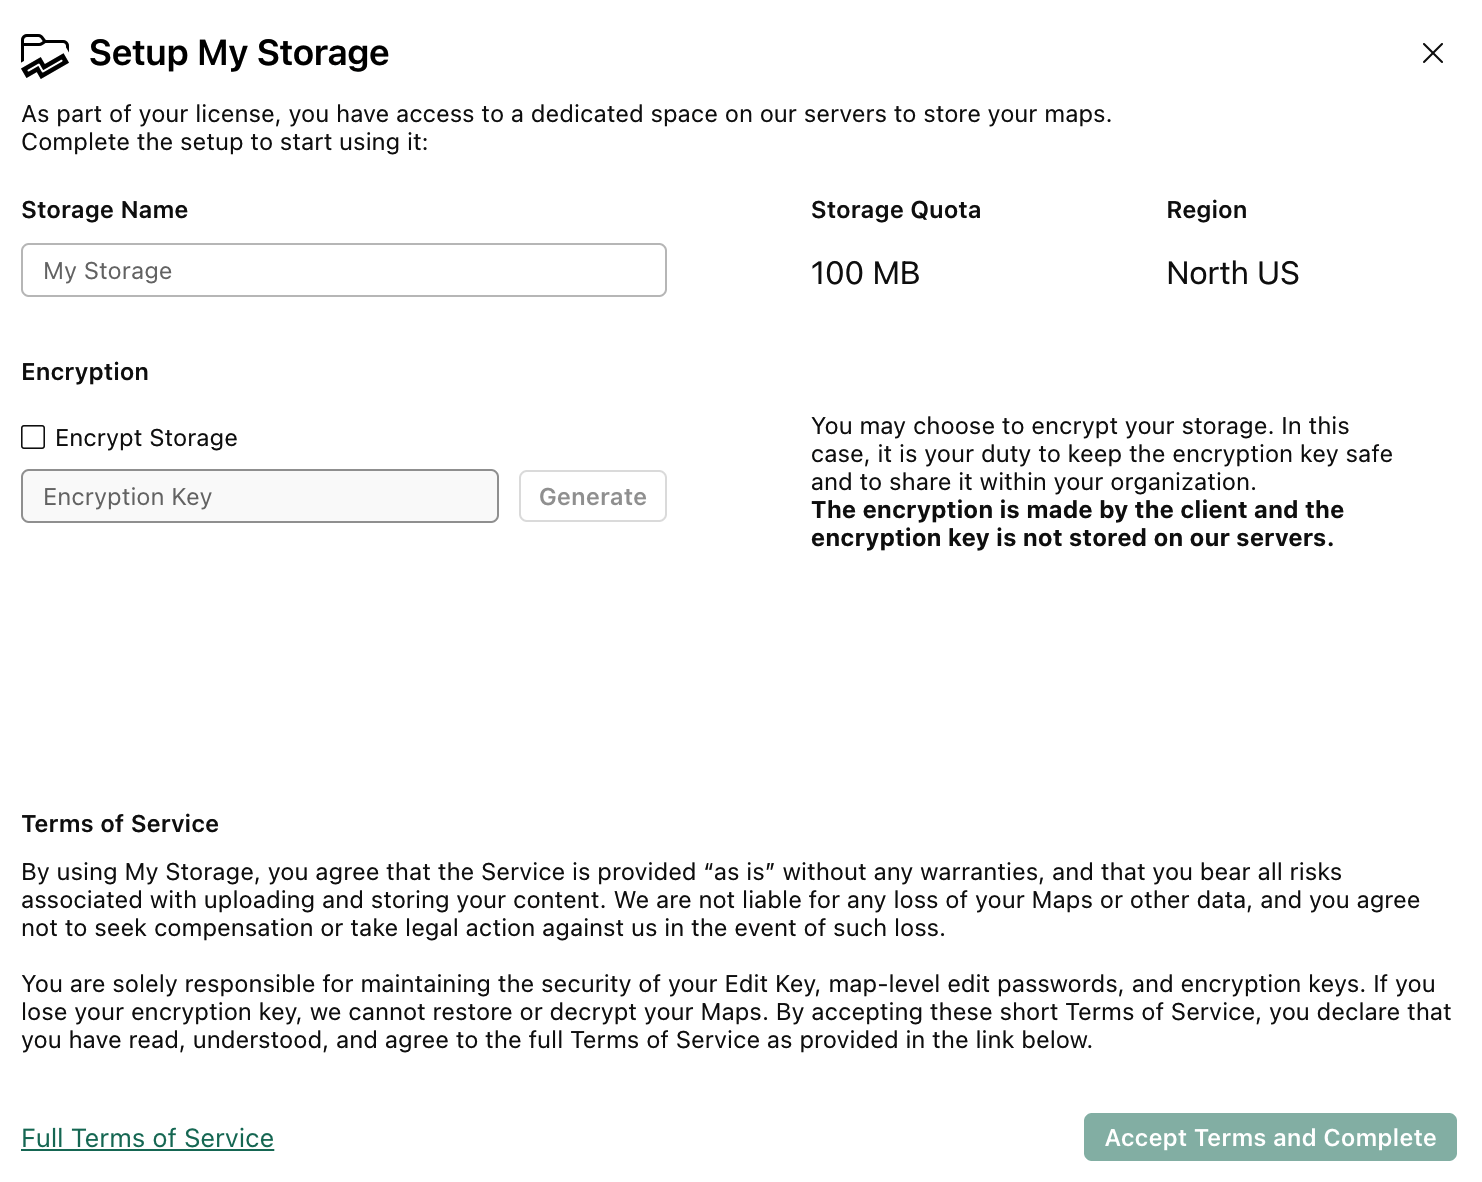 Setup My Storage
As part of your license, you have access to a dedicated space on our servers to store your maps.
Complete the setup to start using it:
Storage Name
My Storage
Storage Quota
100 MB
Region
North US
Encryption
Encrypt Storage
Encryption Key
Generate
You may choose to encrypt your storage. In this
case, it is your duty to keep the encryption key safe
and to share it within your organization.
The encryption is made by the client and the
encryption key is not stored on our servers.
Terms of Service
By using My Storage, you agree that the Service is provided “as is” without any warranties, and that you bear all risks
associated with uploading and storing your content. We are not liable for any loss of your Maps or other data, and you agree
not to seek compensation or take legal action against us in the event of such loss.
You are solely responsible for maintaining the security of your Edit Key, map-level edit passwords, and encryption keys. If you
lose your encryption key, we cannot restore or decrypt your Maps. By accepting these short Terms of Service, you declare that
you have read, understood, and agree to the full Terms of Service as provided in the link below.
Full Terms of Service
Accept Terms and Complete